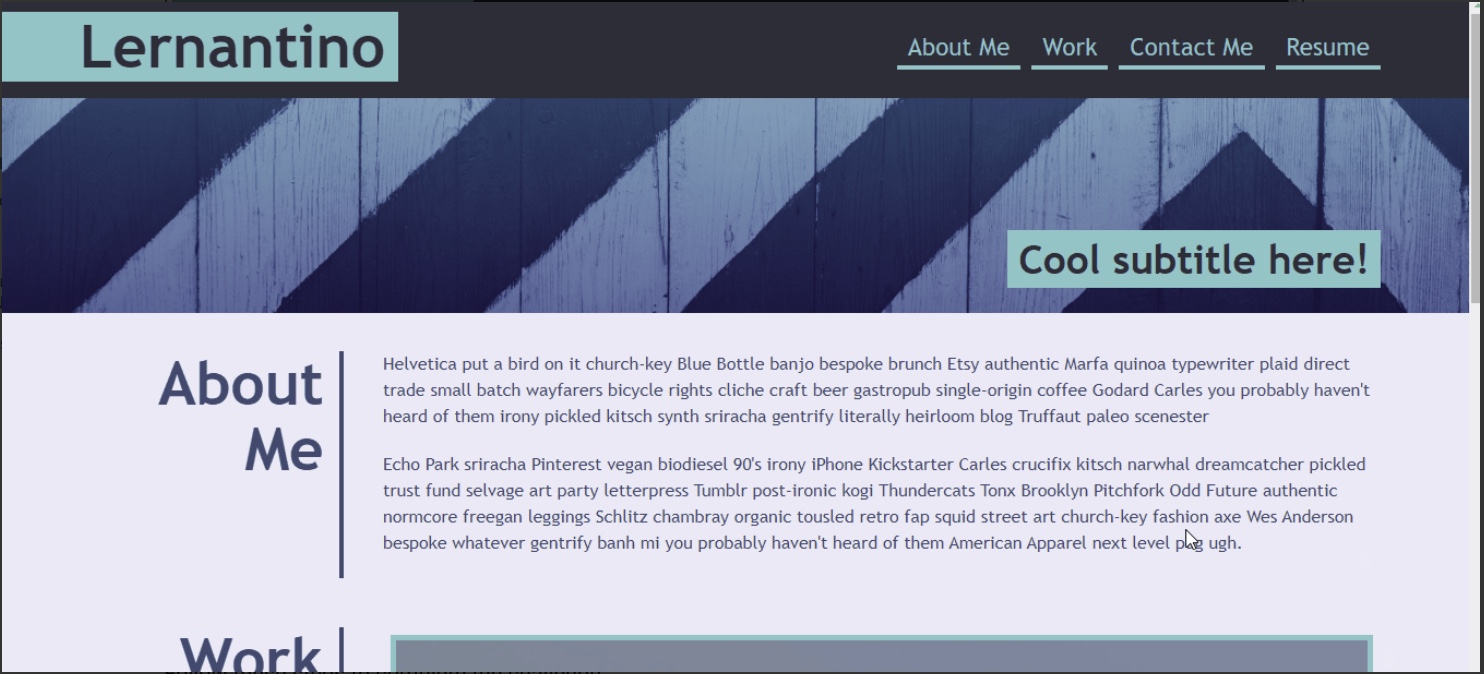 Lernantino
About Me Work Contact Me Resume
Cool subtitle here!
About
Me
Helvetica put a bird on it church-key Blue Bottle banjo bespoke brunch Etsy authentic Marfa quinoa typewriter plaid direct
trade small batch wayfarers bicycle rights cliche craft beer gastropub single-origin coffee Godard Carles you probably haven't
heard of them irony pickled kitsch synth sriracha gentrify literally heirloom blog Truffaut paleo scenester
Echo Park sriracha Pinterest vegan biodiesel 90's irony iPhone Kickstarter Carles crucifix kitsch narwhal dreamcatcher pickled
trust fund selvage art party letterpress Tumblr post-ironic kogi Thundercats Tonx Brooklyn Pitchfork Odd Future authentic
normcore freegan leggings Schlitz chambray organic tousled retro fap squid street art church-key fashion axe Wes Anderson
bespoke whatever gentrify banh mi you probably haven't heard of them American Apparel next level ugh.
Work